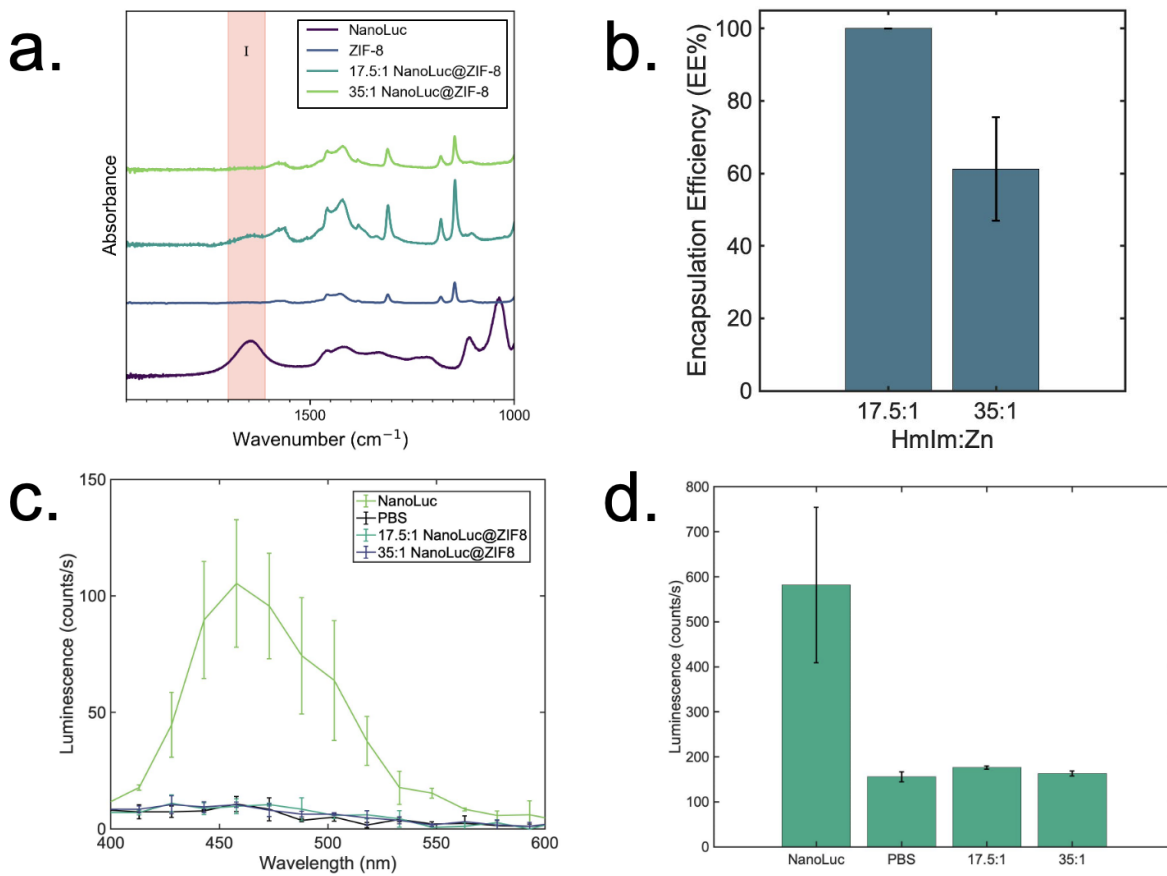 a.
I
NanoLuc
ZIF-8
17.5:1 NanoLuc@ZIF-8
35:1 NanoLuc@ZIF-8
Absorbance
1500
1000
Wavenumber (cm⁻¹)
b.
Encapsulation Efficiency (EE%)
100
80
60
40
20
0
17.5:1
35:1
HmIm:Zn
c.
Luminescence (counts/s)
150
100
50
0
NanoLuc
PBS
17.5:1 NanoLuc@ZIF8
35:1 NanoLuc@ZIF8
400
450
500
550
600
Wavelength (nm)
d.
Luminescence (counts/s)
800
700
600
500
400
300
200
100
0
NanoLuc
PBS
17.5:1
35:1